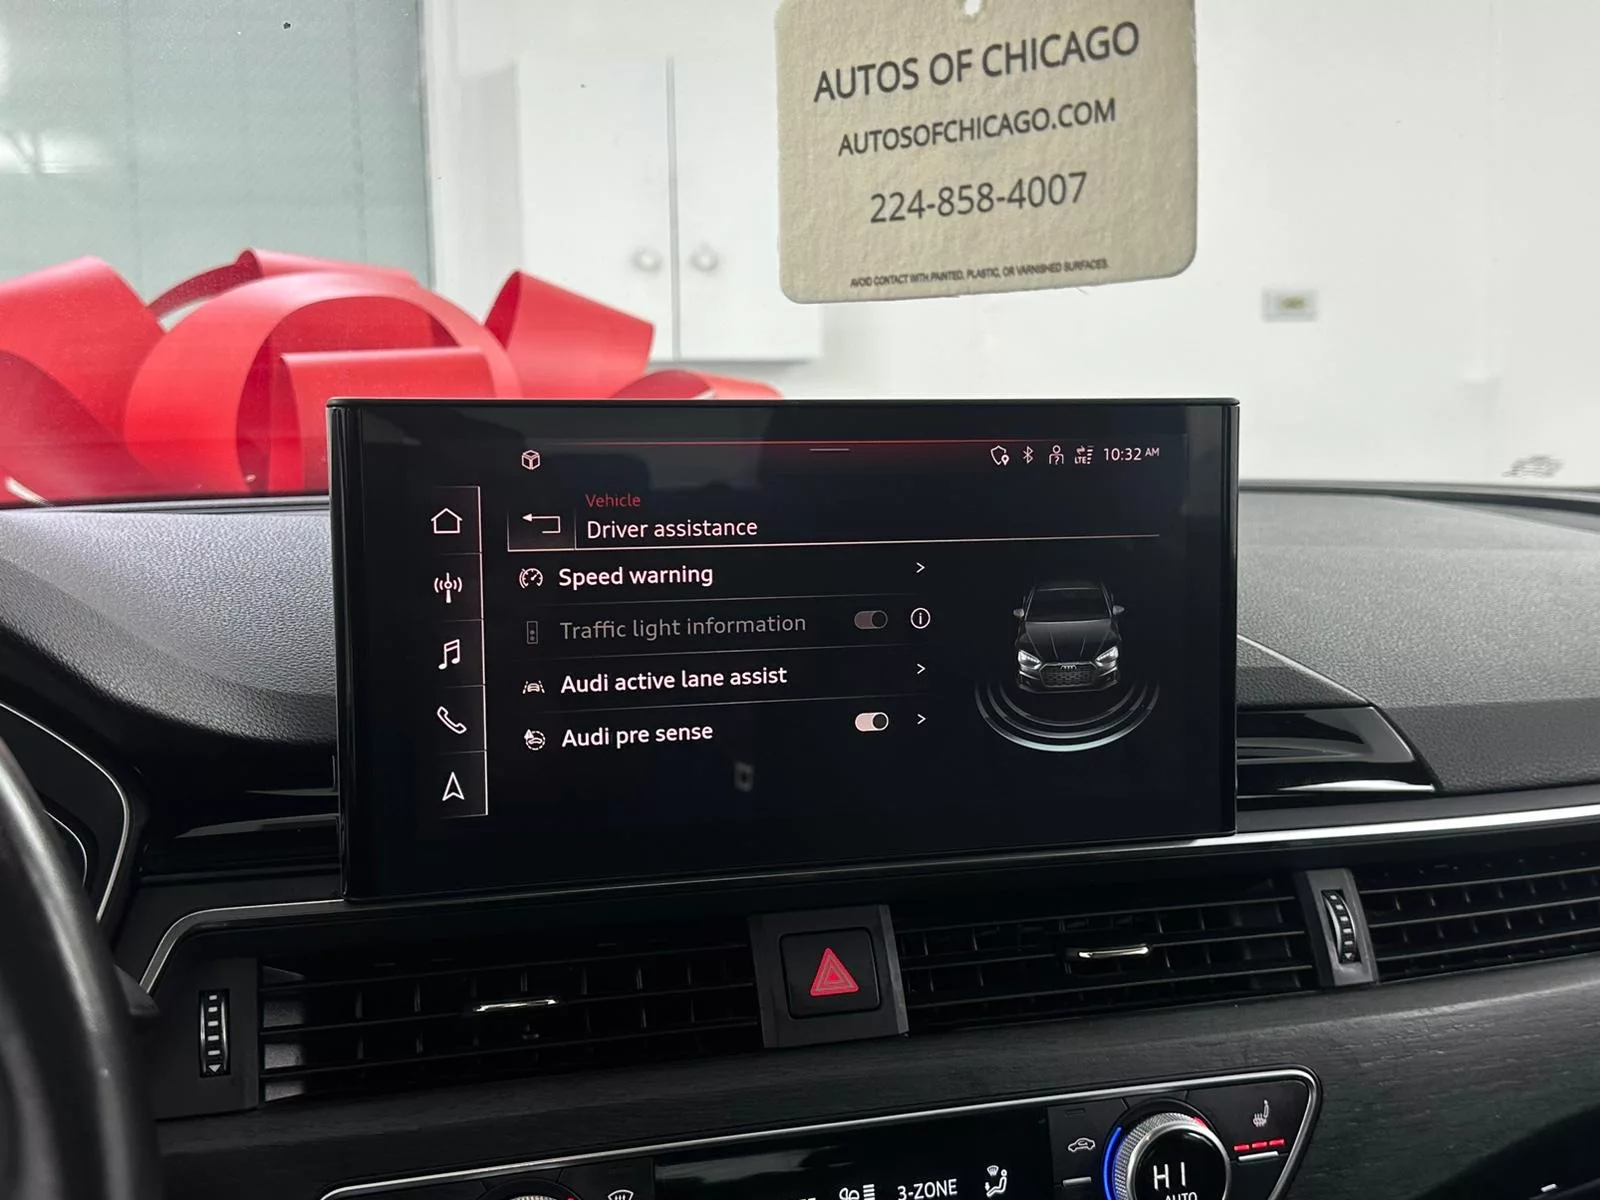 AUTOS OF CHICAGO
AUTOSOFCHICAGO.COM
224-858-4007
AVOID CONTACT WITH PAINTED, PLASTIC, OR VARNISHED SURFACES.
LTE
10:32 AM
Vehicle
Driver assistance
Speed warning
Traffic light information
Audi active lane assist
Audi pre sense
3-ZONE
HI
AUTO